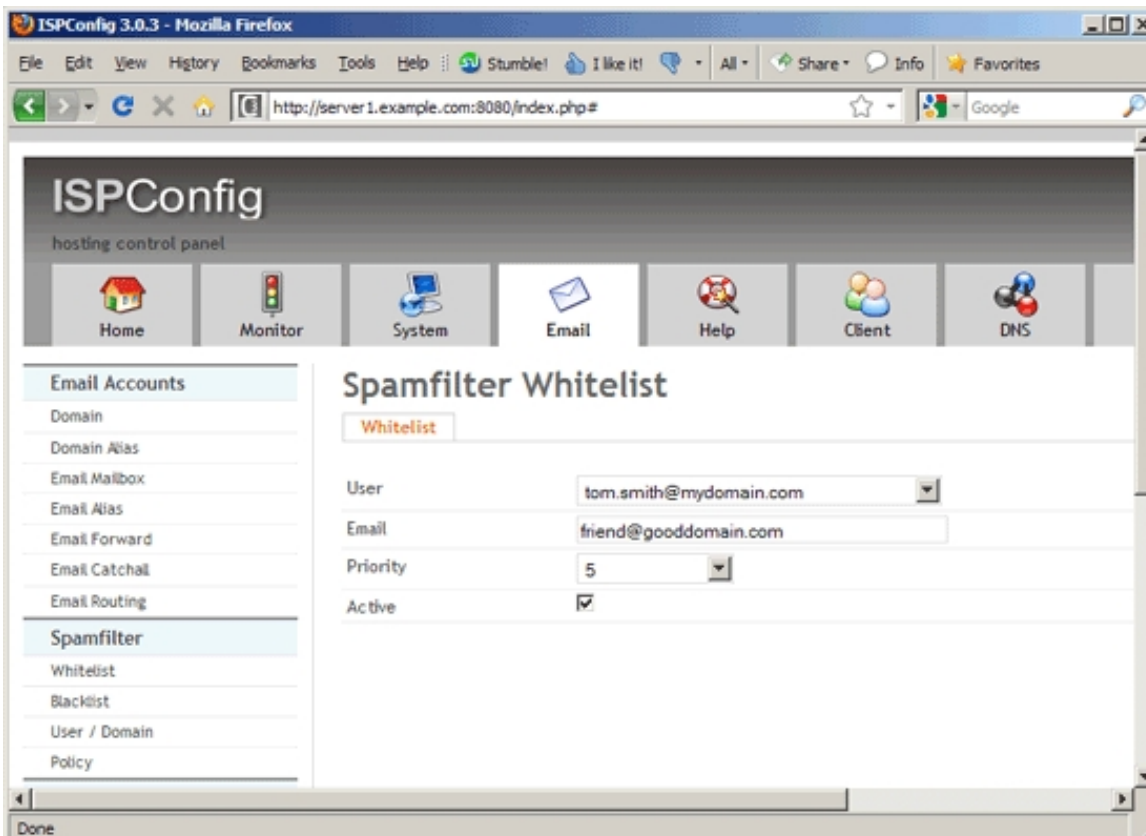 ISPConfig 3.0.3 - Mozilla Firefox
File Edit View History Bookmarks Tools Help Stumble! I like it! All Share Info Favorites
http://server1.example.com:8080/index.php# Google
ISPConfig
hosting control panel
Home Monitor System Email Help Client DNS
Email Accounts
Domain
Domain Alias
Email Mailbox
Email Alias
Email Forward
Email Catchall
Email Routing
Spamfilter
Whitelist
Blacklist
User / Domain
Policy
Spamfilter Whitelist
Whitelist
User tom.smith@mydomain.com
Email friend@gooddomain.com
Priority 5
Active
Done